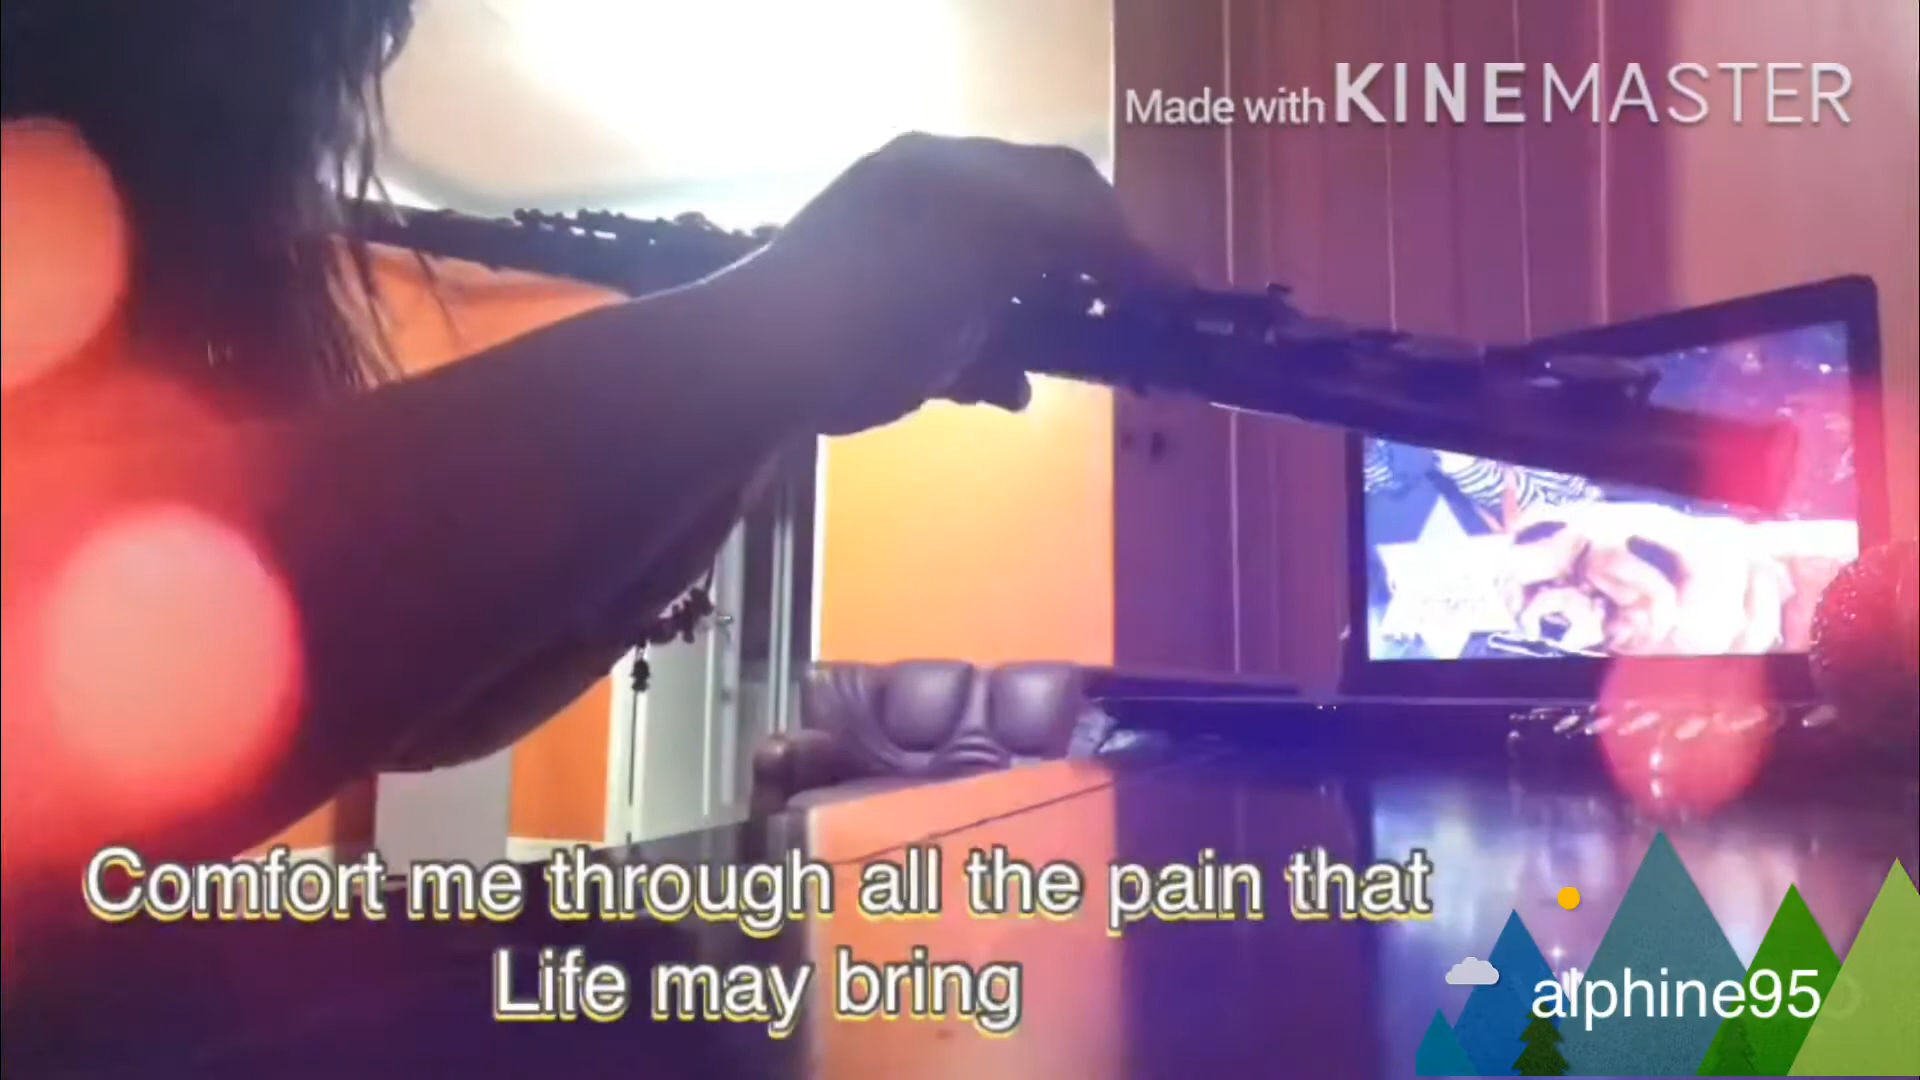 Made with KINEMASTER
Comfort me through all the pain that
Life may bring
alphine95